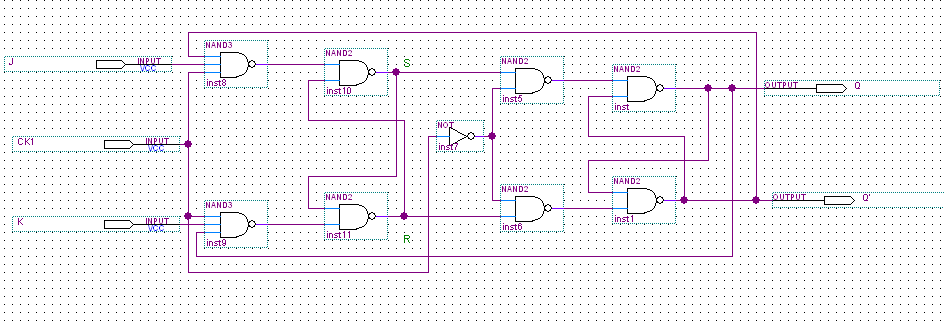 NAND3
J
INPUT
VCC
inst8
NAND2
inst10
S
NAND2
inst5
NAND2
inst
OUTPUT
Q
CK1
INPUT
VCC
NOT
inst7
K
INPUT
VCC
NAND3
inst9
NAND2
inst11
R
NAND2
inst6
NAND2
inst1
OUTPUT
Q'